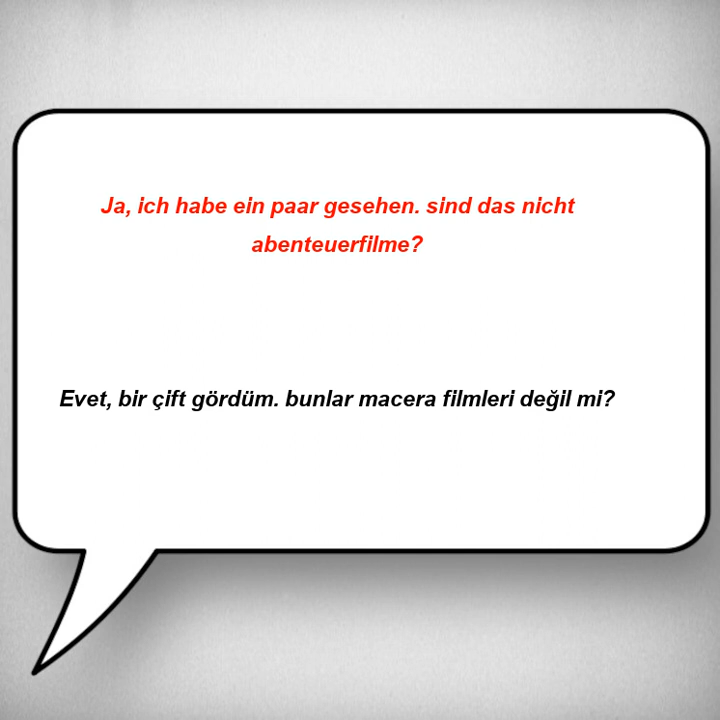 Ja, ich habe ein paar gesehen. sind das nicht
abenteuerfilme?
Evet, bir çift gördüm. bunlar macera filmleri değil mi?